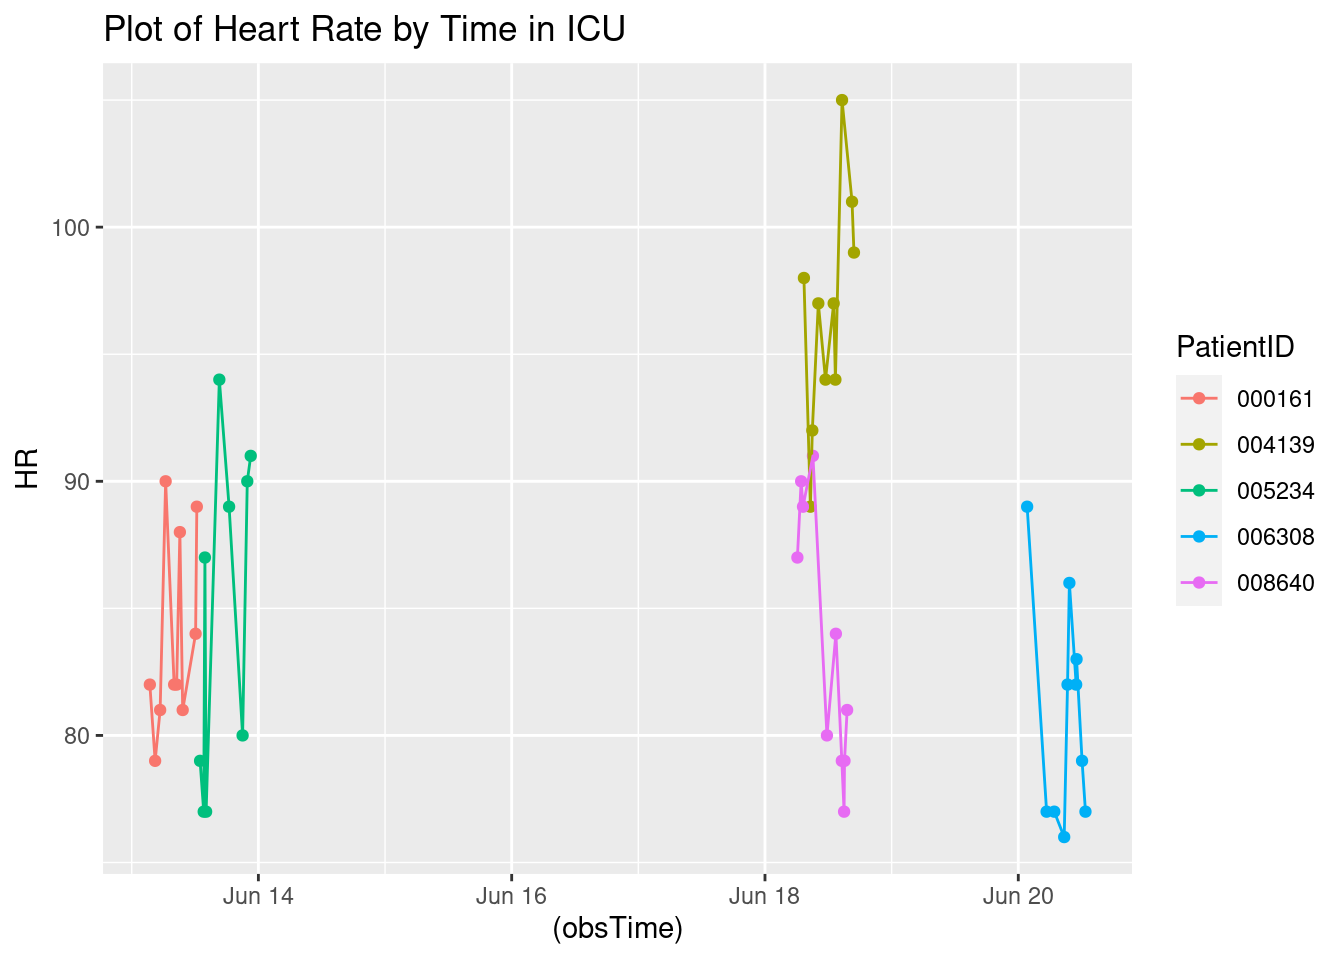 Plot of Heart Rate by Time in ICU
HR
100
90
80
Jun 14
Jun 16
Jun 18
Jun 20
(obsTime)
PatientID
000161
004139
005234
006308
008640